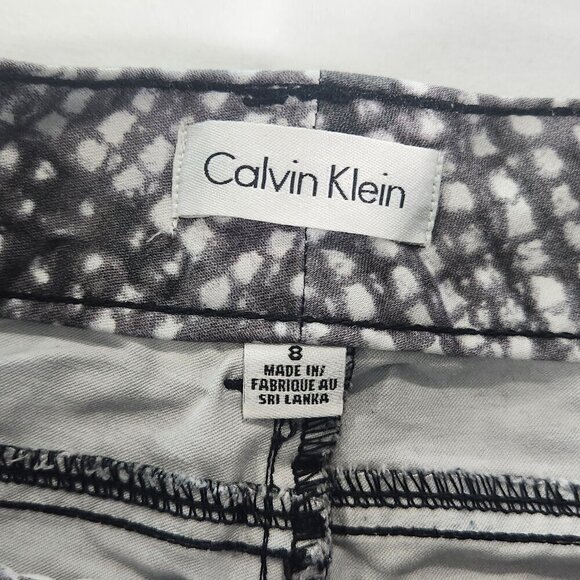 Calvin Klein
8
MADE IN/
FABRIQUE AU
SRI LANKA